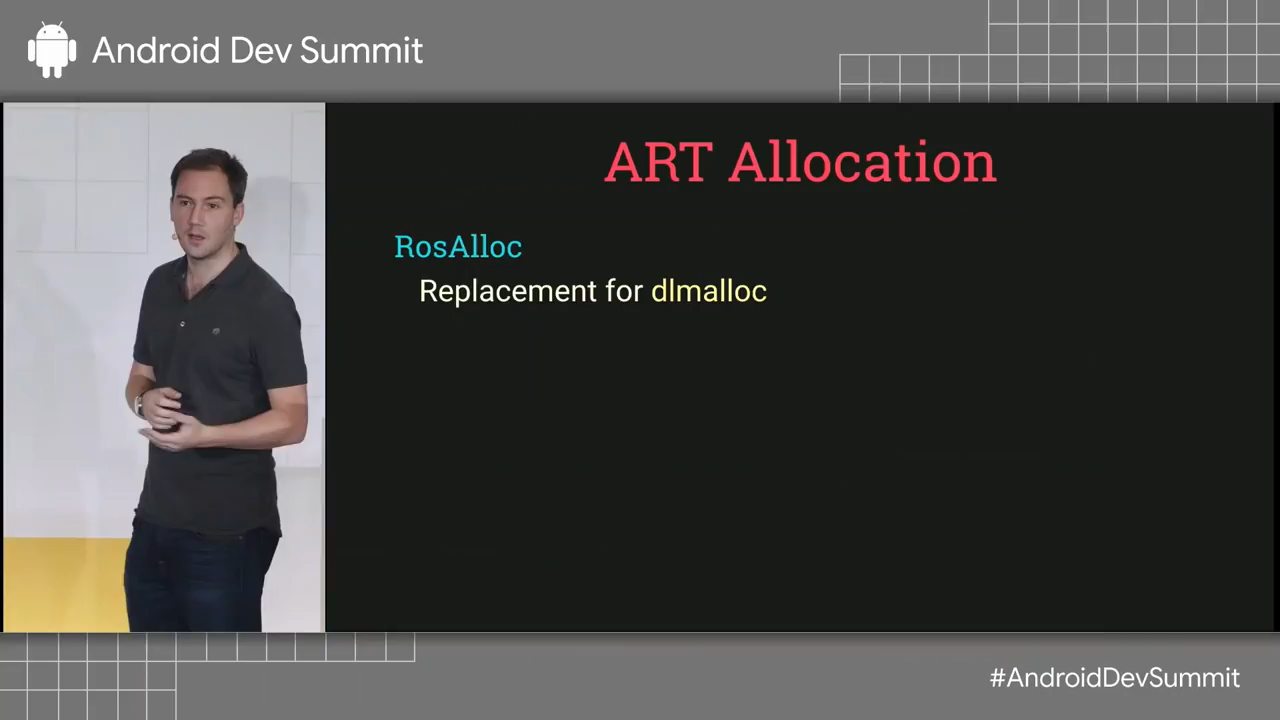 Android Dev Summit
ART Allocation
RosAlloc
Replacement for dlmalloc
#AndroidDevSummit